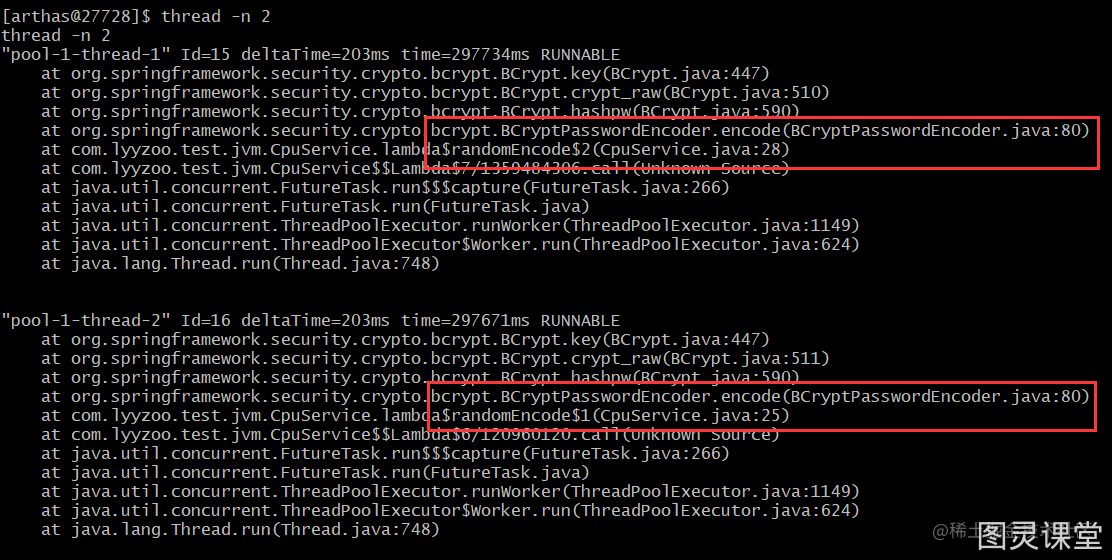 [arthas@27728]$ thread -n 2
thread -n 2
"pool-1-thread-1" Id=15 deltaTime=203ms time=297734ms RUNNABLE
at org.springframework.security.crypto.bcrypt.BCrypt.key(BCrypt.java:447)
at org.springframework.security.crypto.bcrypt.BCrypt.crypt_raw(BCrypt.java:510)
at org.springframework.security.crypto.bcrypt.BCrypt.hashpw(BCrypt.java:590)
at org.springframework.security.crypto.bcrypt.BCryptPasswordEncoder.encode(BCryptPasswordEncoder.java:80)
at com.lyyzoo.test.jvm.CpuService.lambda$randomEncode$2(CpuService.java:28)
at com.lyyzoo.test.jvm.CpuService$$Lambda$7/1359484306.call(Unknown Source)
at java.util.concurrent.FutureTask.run$$$capture(FutureTask.java:266)
at java.util.concurrent.FutureTask.run(FutureTask.java)
at java.util.concurrent.ThreadPoolExecutor.runWorker(ThreadPoolExecutor.java:1149)
at java.util.concurrent.ThreadPoolExecutor$Worker.run(ThreadPoolExecutor.java:624)
at java.lang.Thread.run(Thread.java:748)
"pool-1-thread-2" Id=16 deltaTime=203ms time=297671ms RUNNABLE
at org.springframework.security.crypto.bcrypt.BCrypt.key(BCrypt.java:447)
at org.springframework.security.crypto.bcrypt.BCrypt.crypt_raw(BCrypt.java:511)
at org.springframework.security.crypto.bcrypt.BCrypt.hashpw(BCrypt.java:590)
at org.springframework.security.crypto.bcrypt.BCryptPasswordEncoder.encode(BCryptPasswordEncoder.java:80)
at com.lyyzoo.test.jvm.CpuService.lambda$randomEncode$1(CpuService.java:25)
at com.lyyzoo.test.jvm.CpuService$$Lambda$6/120960120.call(Unknown Source)
at java.util.concurrent.FutureTask.run$$$capture(FutureTask.java:266)
at java.util.concurrent.FutureTask.run(FutureTask.java)
at java.util.concurrent.ThreadPoolExecutor.runWorker(ThreadPoolExecutor.java:1149)
at java.util.concurrent.ThreadPoolExecutor$Worker.run(ThreadPoolExecutor.java:624)
at java.lang.Thread.run(Thread.java:748)
@稀土
图灵课堂